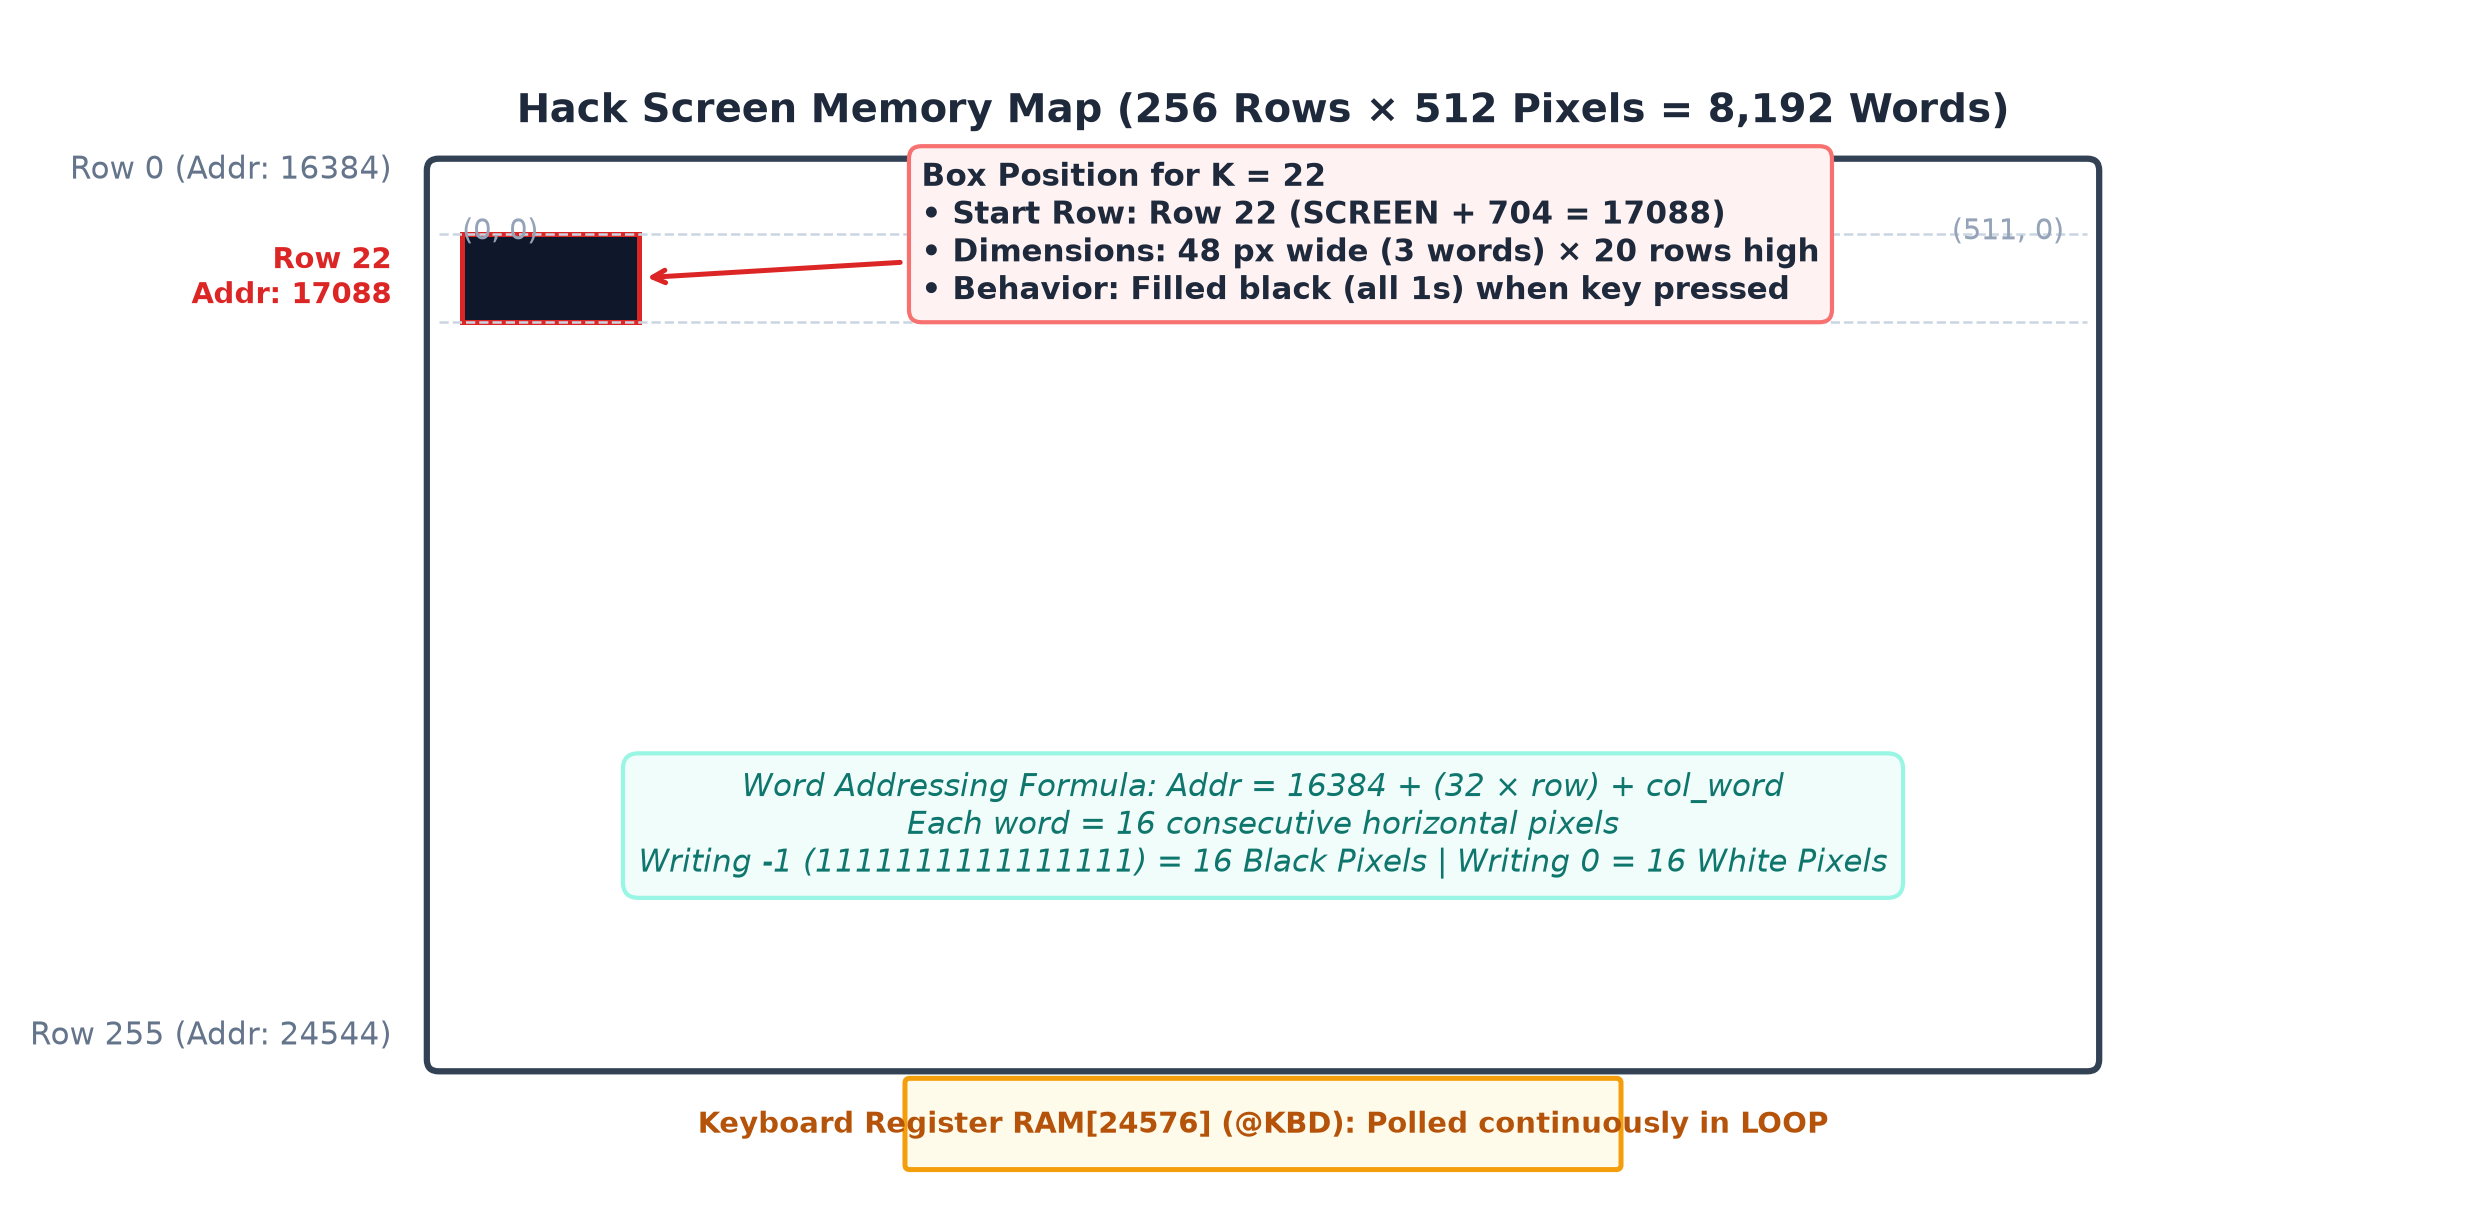 Hack Screen Memory Map (256 Rows × 512 Pixels = 8,192 Words)
Row 0 (Addr: 16384)
Box Position for K = 22
• Start Row: Row 22 (SCREEN + 704 = 17088)
• Dimensions: 48 px wide (3 words) × 20 rows high
• Behavior: Filled black (all 1s) when key pressed
(0, 0)
(511, 0)
Row 22
Addr: 17088
Word Addressing Formula: Addr = 16384 + (32 × row) + col_word
Each word = 16 consecutive horizontal pixels
Writing -1 (1111111111111111) = 16 Black Pixels | Writing 0 = 16 White Pixels
Row 255 (Addr: 24544)
Keyboard Register RAM[24576] (@KBD): Polled continuously in LOOP